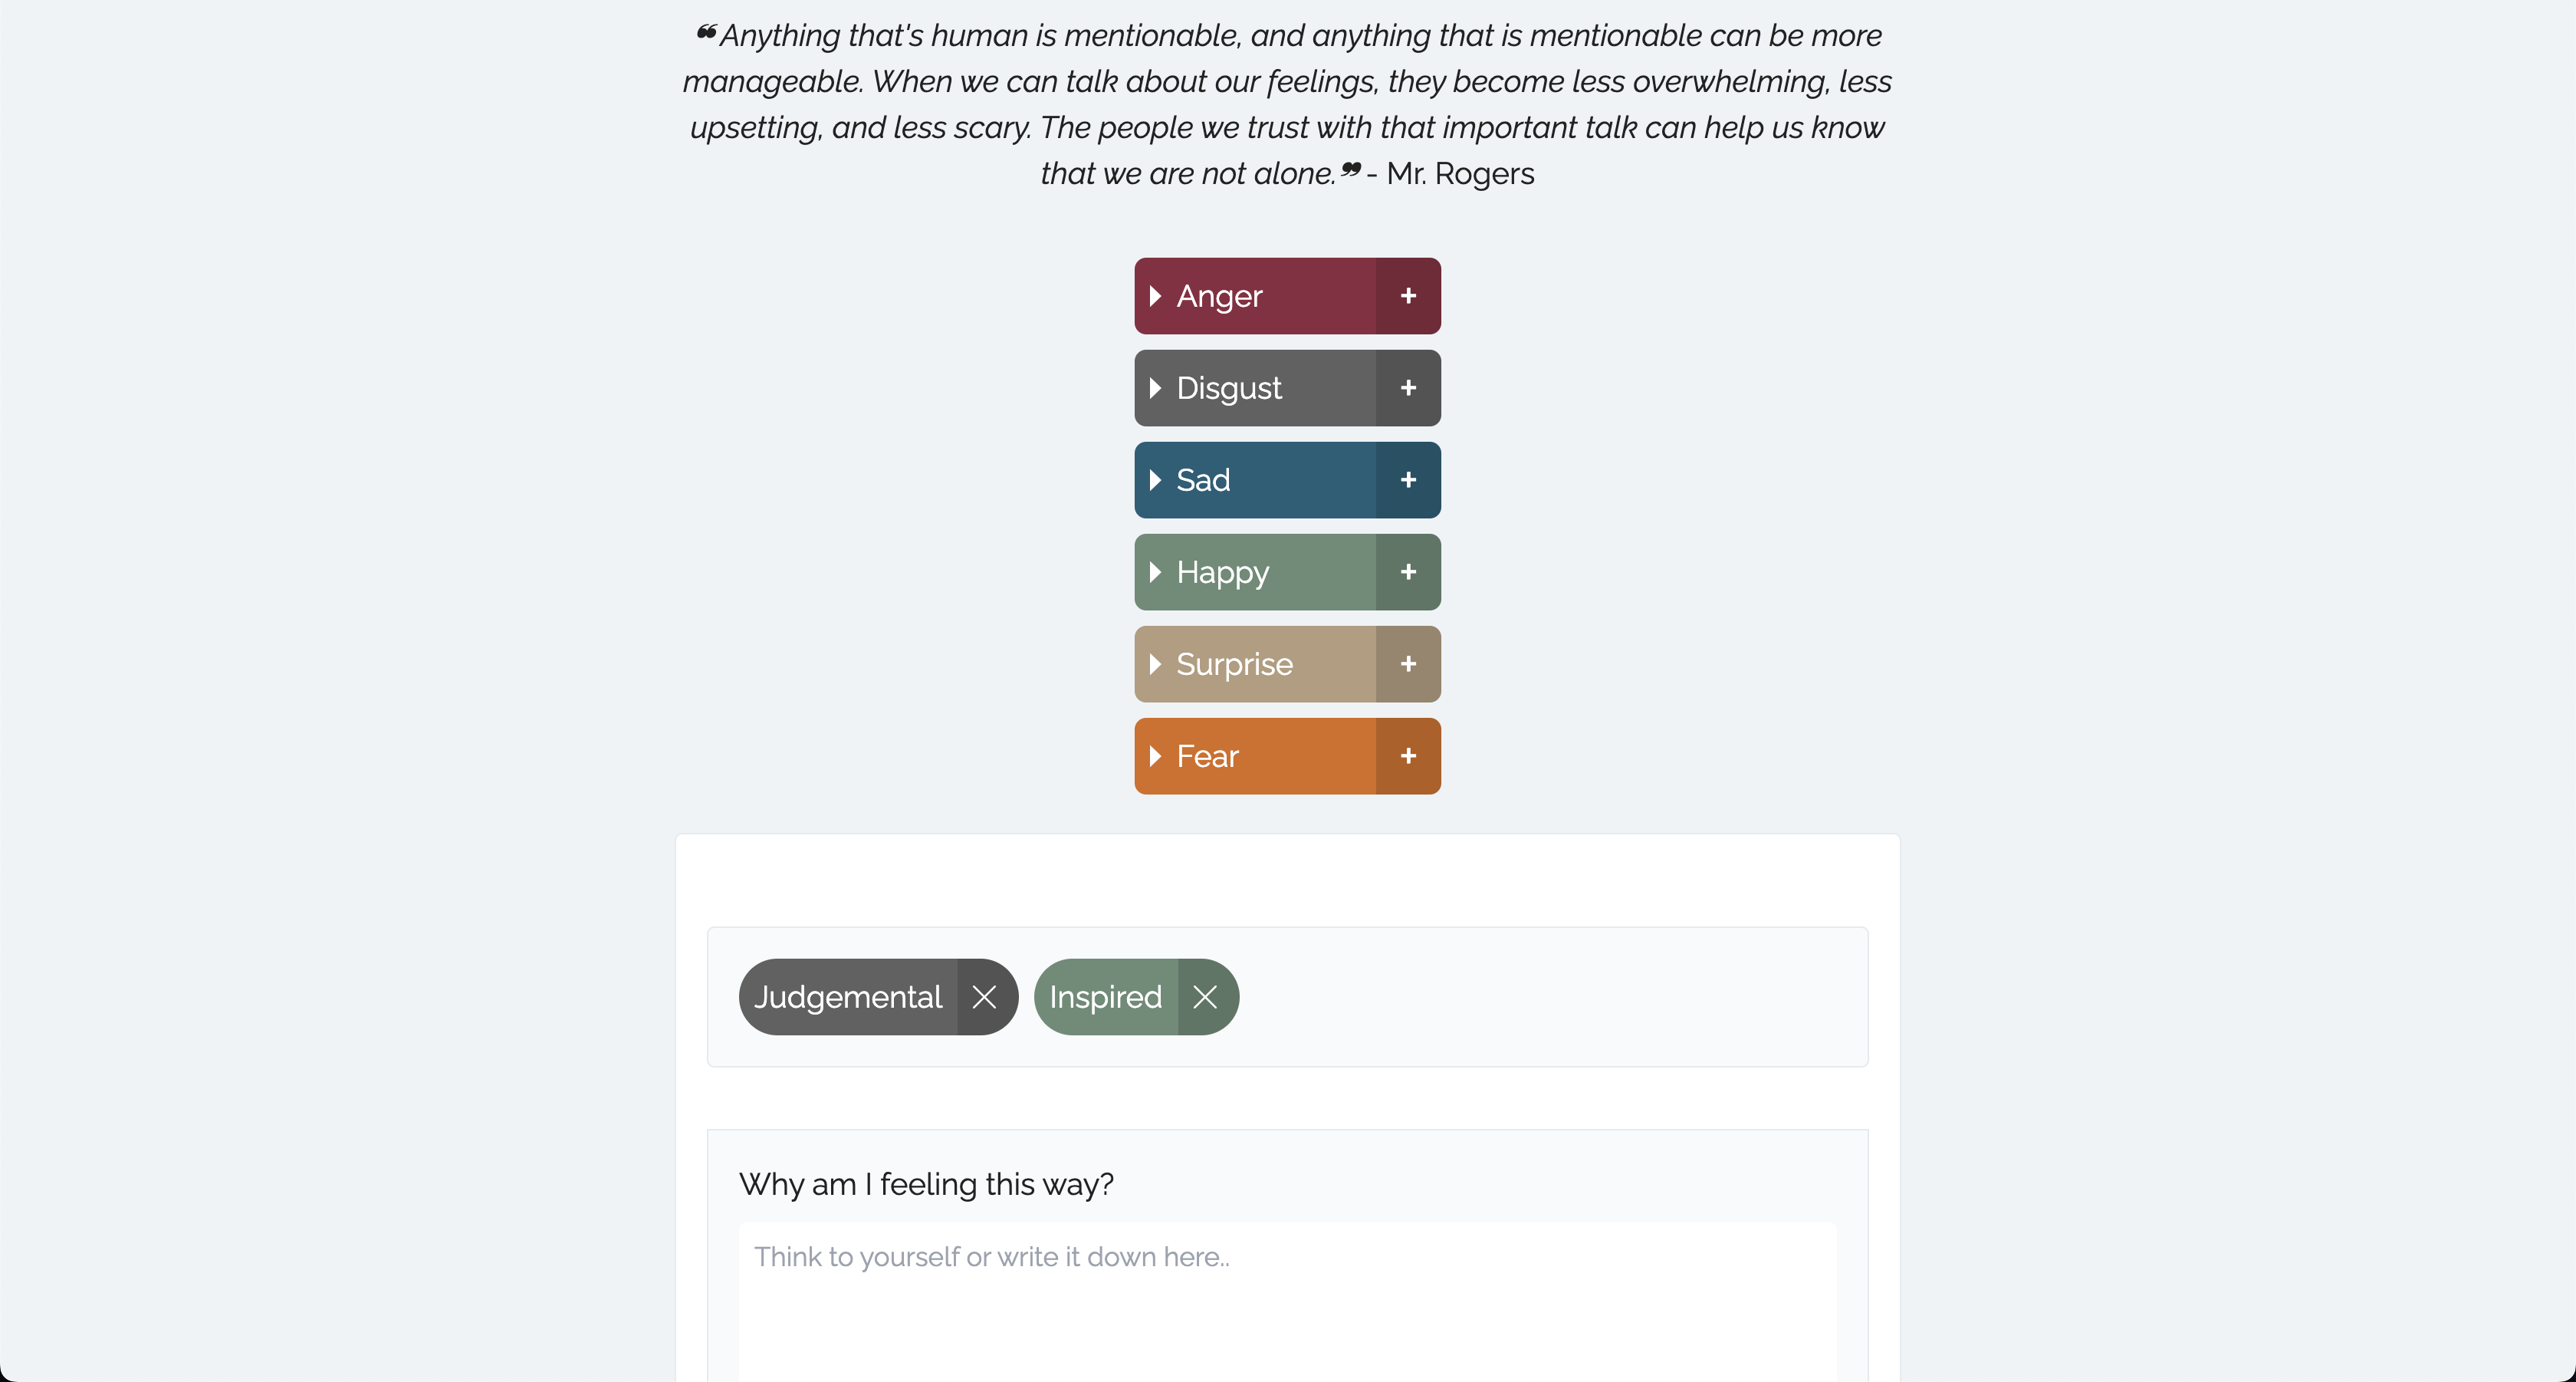 ❝ Anything that's human is mentionable, and anything that is mentionable can be more
manageable. When we can talk about our feelings, they become less overwhelming, less
upsetting, and less scary. The people we trust with that important talk can help us know
that we are not alone.❞ - Mr. Rogers
Anger +
Disgust +
Sad +
Happy +
Surprise +
Fear +
Judgemental
Inspired
Why am I feeling this way?
Think to yourself or write it down here..